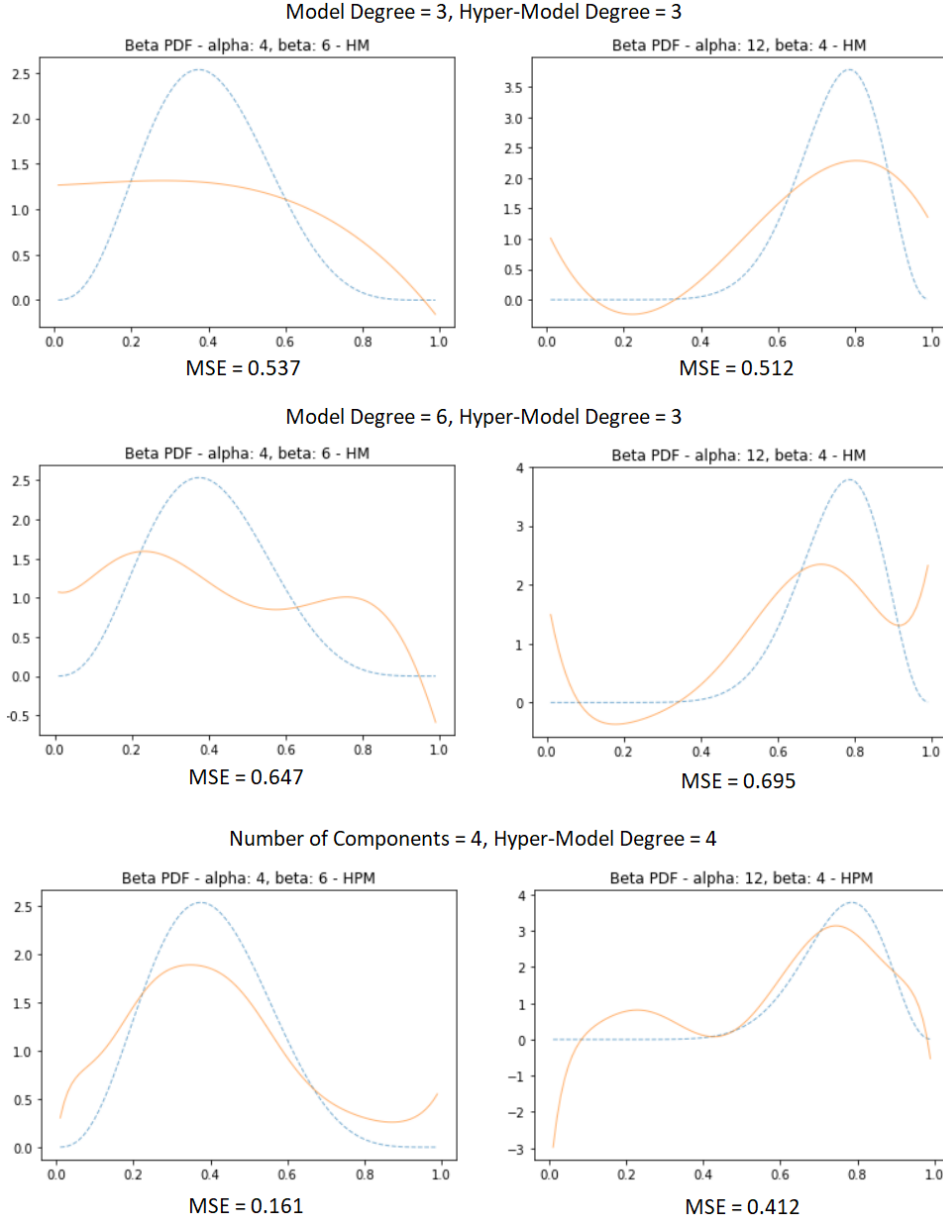 Model Degree = 3, Hyper-Model Degree = 3
Beta PDF - alpha: 4, beta: 6 - HM
2.5
2.0
1.5
1.0
0.5
0.0
0.0 0.2 0.4 0.6 0.8 1.0
MSE = 0.537
Beta PDF - alpha: 12, beta: 4 - HM
3.5
3.0
2.5
2.0
1.5
1.0
0.5
0.0
0.0 0.2 0.4 0.6 0.8 1.0
MSE = 0.512
Model Degree = 6, Hyper-Model Degree = 3
Beta PDF - alpha: 4, beta: 6 - HM
2.5
2.0
1.5
1.0
0.5
0.0
-0.5
0.0 0.2 0.4 0.6 0.8 1.0
MSE = 0.647
Beta PDF - alpha: 12, beta: 4 - HM
4
3
2
1
0
0.0 0.2 0.4 0.6 0.8 1.0
MSE = 0.695
Number of Components = 4, Hyper-Model Degree = 4
Beta PDF - alpha: 4, beta: 6 - HPM
2.5
2.0
1.5
1.0
0.5
0.0
0.0 0.2 0.4 0.6 0.8 1.0
MSE = 0.161
Beta PDF - alpha: 12, beta: 4 - HPM
4
3
2
1
0
−1
−2
−3
0.0 0.2 0.4 0.6 0.8 1.0
MSE = 0.412